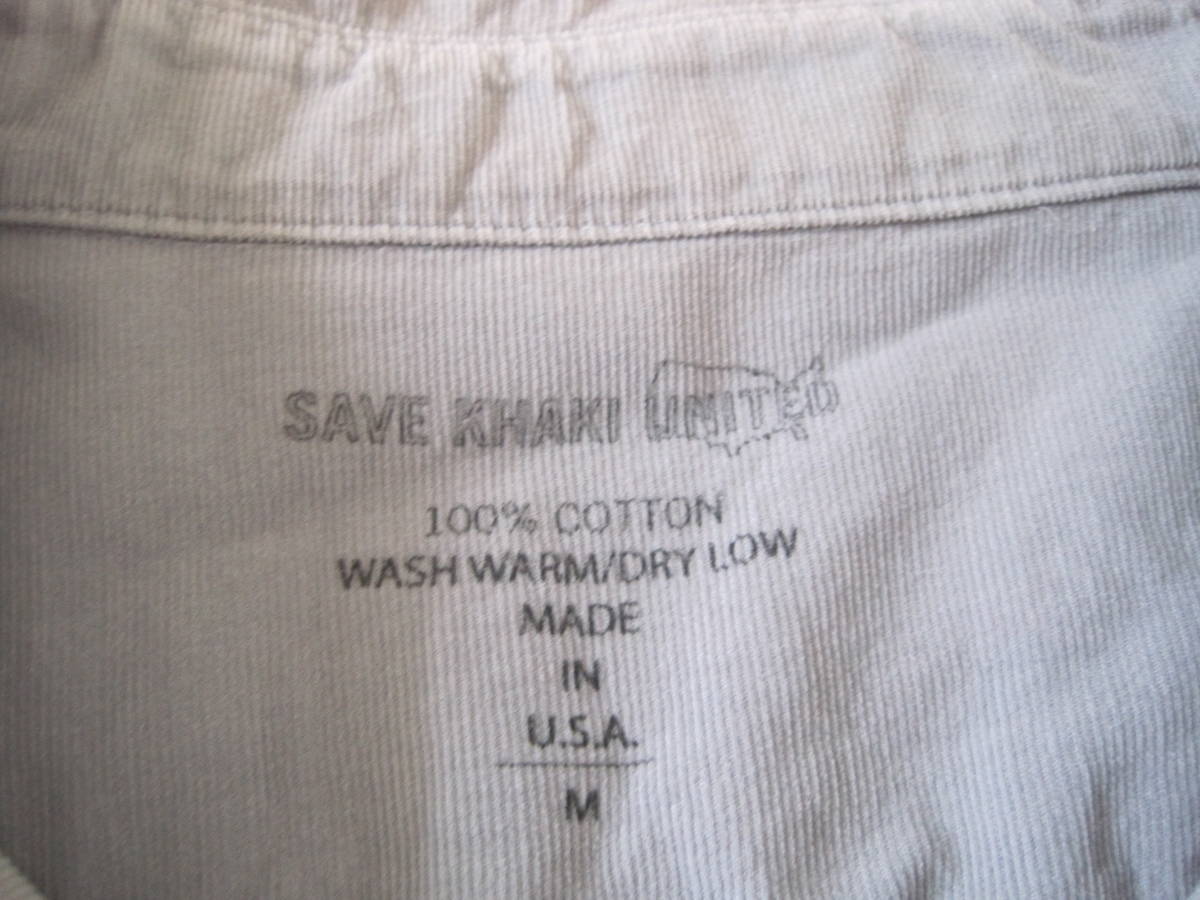 SAVE KHAKI UNITED
100% COTTON
WASH WARM/DRY LOW
MADE
IN
U.S.A.
M